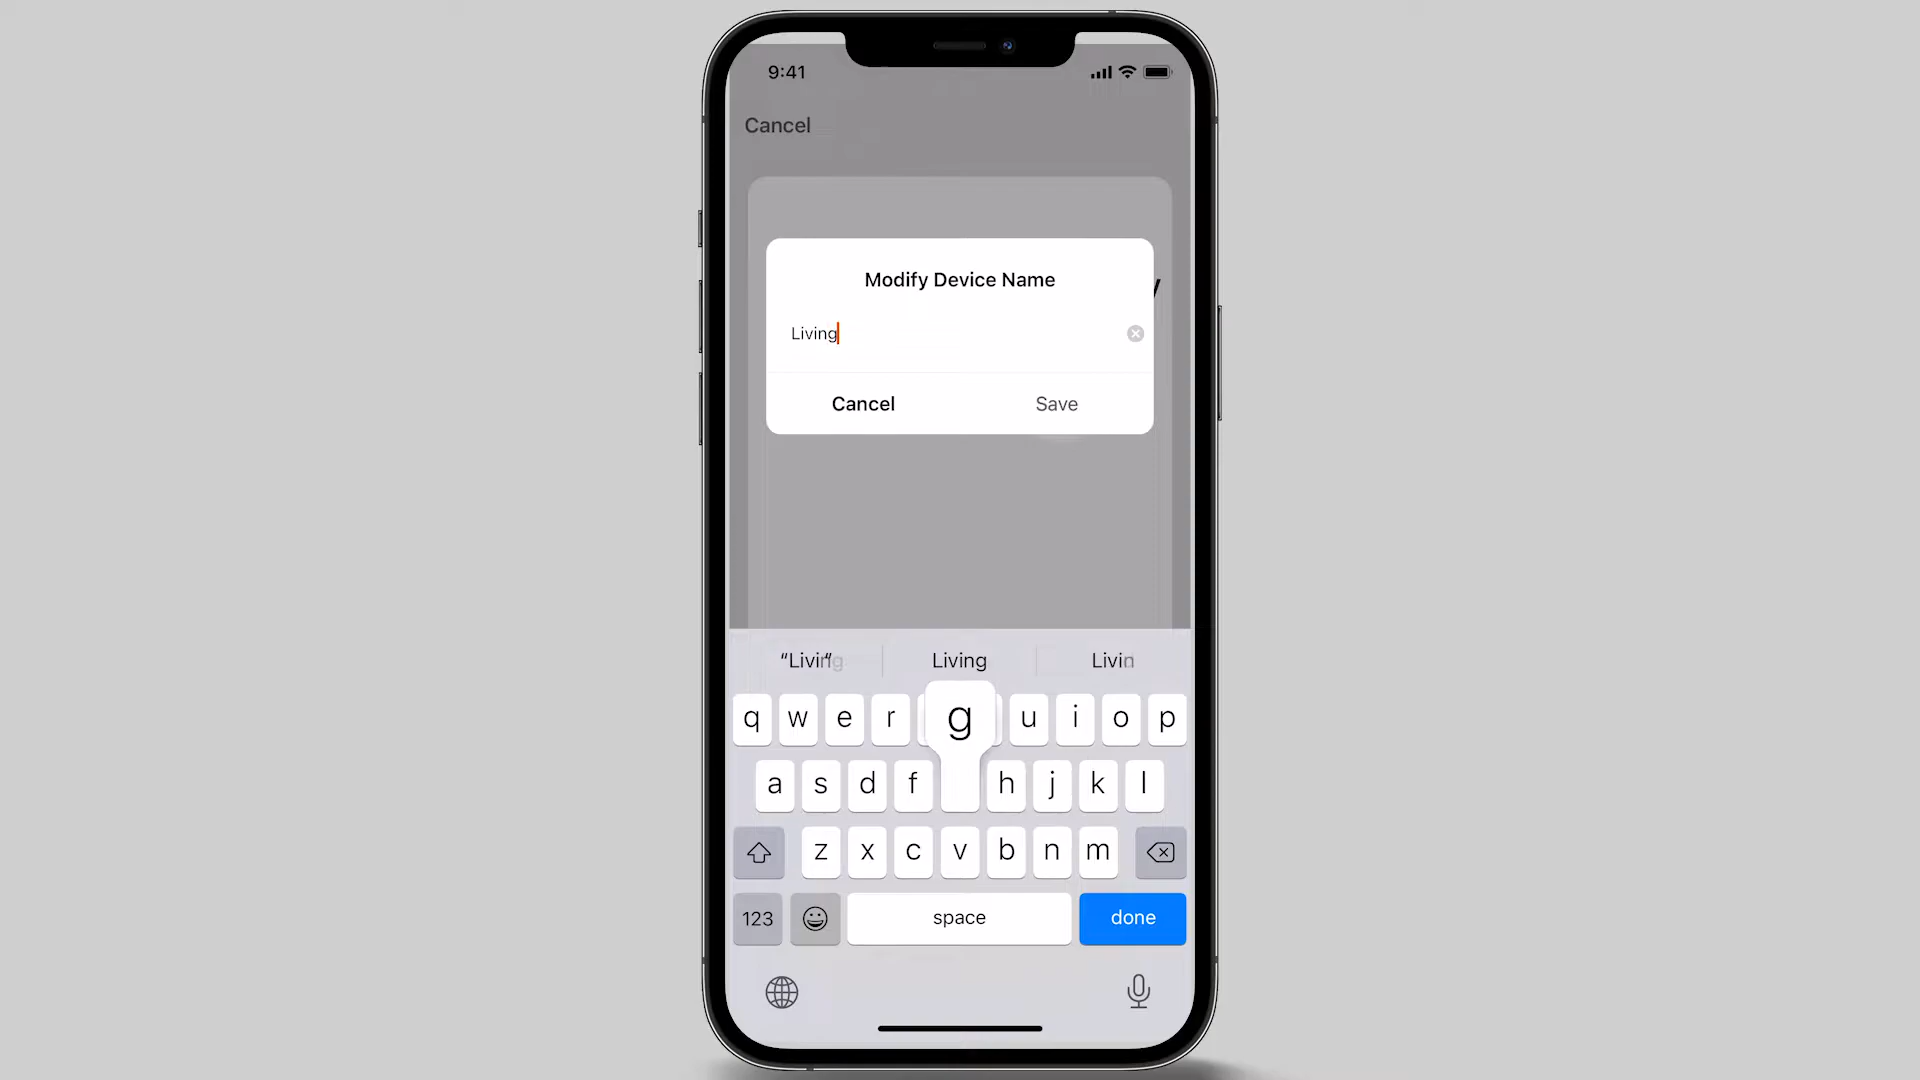 9:41
Cancel
Modify Device Name
Living
Cancel Save
Living Livin
q w e r g u i o p
a s d f h j k l
z x c v b n m
123 space done